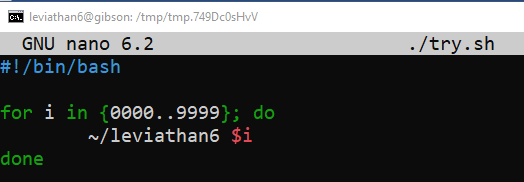 leviathan6@gibson: /tmp/tmp.749Dc0sHvV
GNU nano 6.2 ./try.sh
#!/bin/bash
for i in {0000..9999}; do
~/leviathan6 $i
done